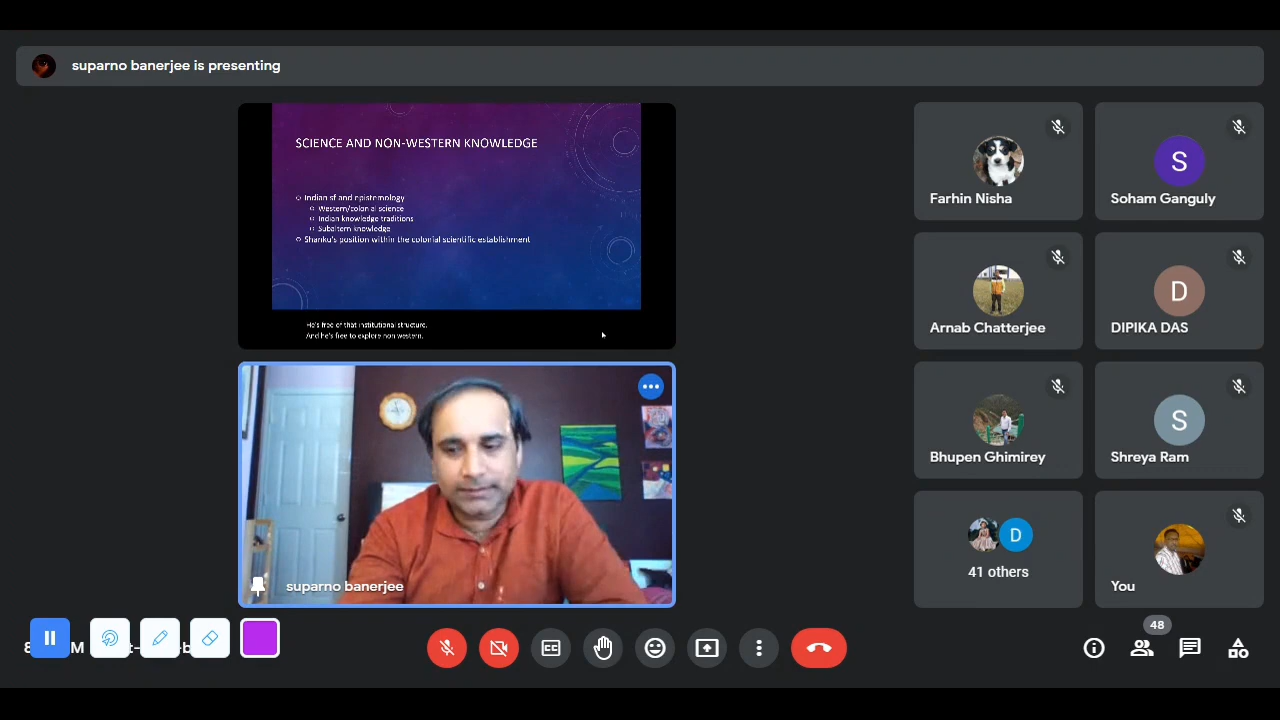 suparno banerjee is presenting
SCIENCE AND NON-WESTERN KNOWLEDGE
Indian sf and epistemology
Western/colonial science
Indian knowledge traditions
Subaltern knowledge
Shanku's position within the colonial scientific establishment
He's free of that institutional structure.
And he's free to explore non western.
suparno banerjee
Farhin Nisha
S
Soham Ganguly
Arnab Chatterjee
D
DIPIKA DAS
Bhupen Ghimirey
S
Shreya Ram
D
41 others
You
48
CC